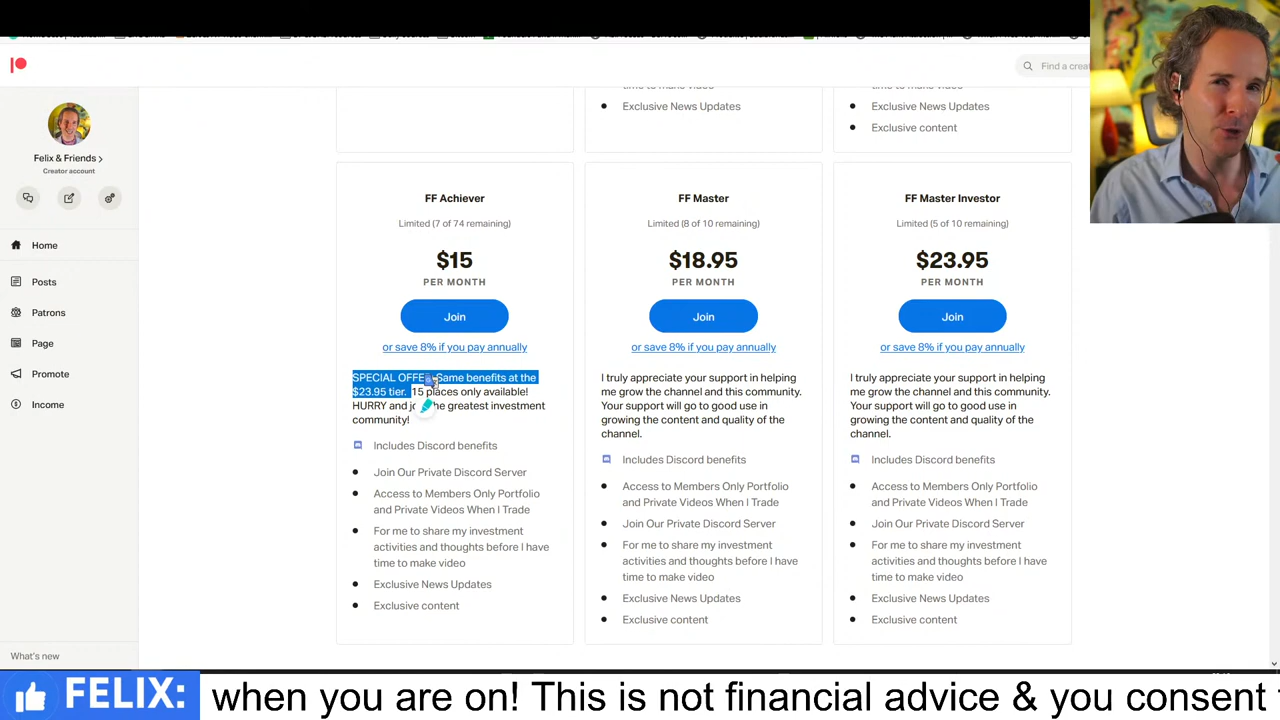 Find a crea
Felix & Friends
Creator account
Home
Posts
Patrons
Page
Promote
Income
What's new
time to make video
Exclusive News Updates
Exclusive News Updates
Exclusive content
FF Achiever
Limited (7 of 74 remaining)
$15
PER MONTH
Join
or save 8% if you pay annually
SPECIAL OFFER Same benefits at the
$23.95 tier. 15 places only available!
HURRY and jo the greatest investment
community!
Includes Discord benefits
Join Our Private Discord Server
Access to Members Only Portfolio
and Private Videos When I Trade
For me to share my investment
activities and thoughts before I have
time to make video
Exclusive News Updates
Exclusive content
FF Master
Limited (8 of 10 remaining)
$18.95
PER MONTH
Join
or save 8% if you pay annually
I truly appreciate your support in helping
me grow the channel and this community.
Your support will go to good use in
growing the content and quality of the
channel.
Includes Discord benefits
Access to Members Only Portfolio
and Private Videos When I Trade
Join Our Private Discord Server
For me to share my investment
activities and thoughts before I have
time to make video
Exclusive News Updates
Exclusive content
FF Master Investor
Limited (5 of 10 remaining)
$23.95
PER MONTH
Join
or save 8% if you pay annually
I truly appreciate your support in helping
me grow the channel and this community.
Your support will go to good use in
growing the content and quality of the
channel.
Includes Discord benefits
Access to Members Only Portfolio
and Private Videos When I Trade
Join Our Private Discord Server
For me to share my investment
activities and thoughts before I have
time to make video
Exclusive News Updates
Exclusive content
FELIX: when you are on! This is not financial advice & you consent